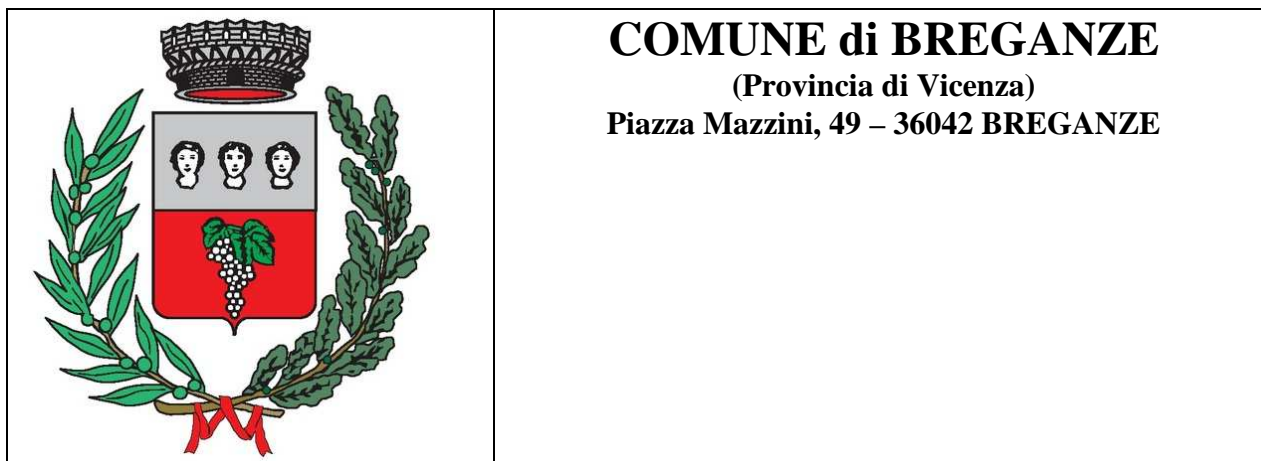 COMUNE di BREGANZE
(Provincia di Vicenza)
Piazza Mazzini, 49 – 36042 BREGANZE